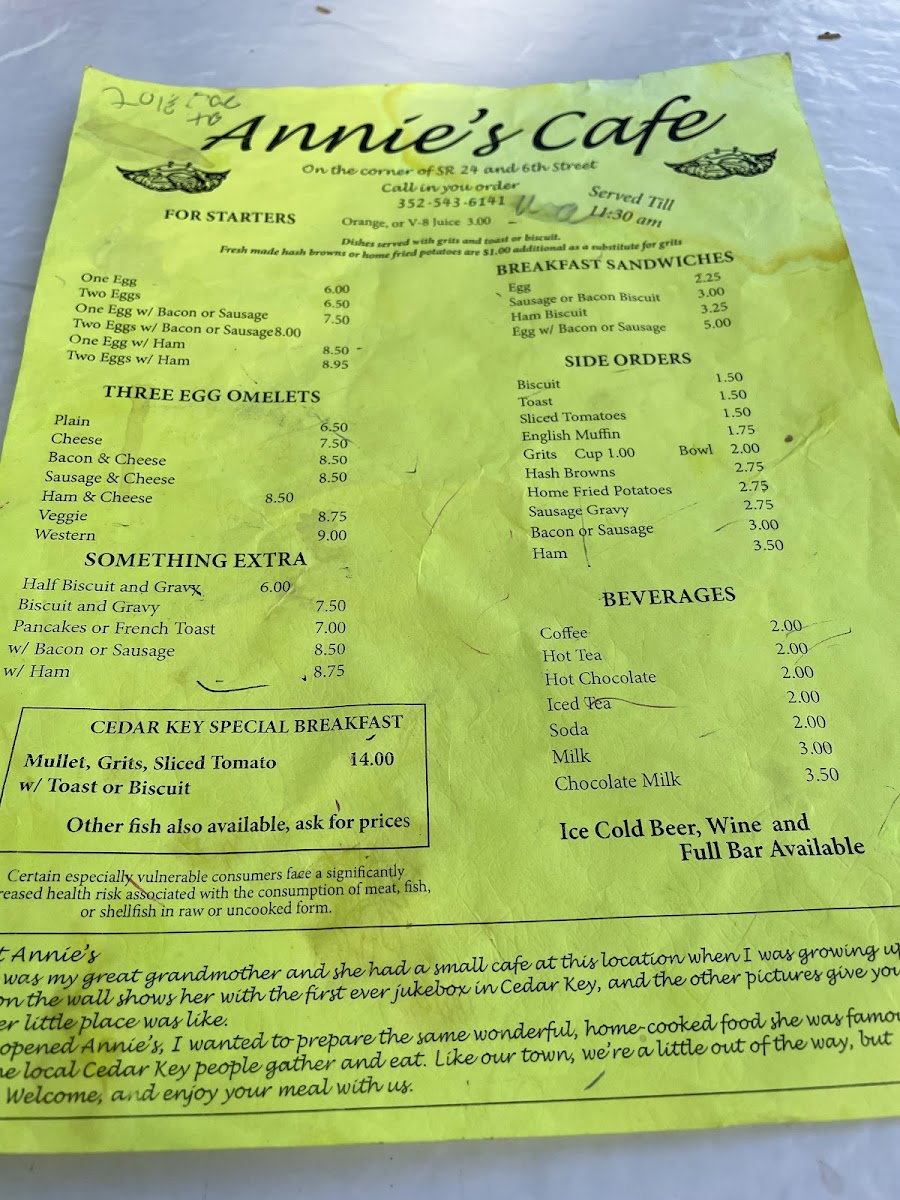 2018
Annie's Cafe
On the corner of SR 24 and 6th Street
Call in you order
352-543-6141
Served Till
11:30 am
FOR STARTERS
Orange, or V-8 Juice 3.00
Dishes served with grits and toast or biscuit.
Fresh made hash browns or home fried potatoes are $1.00 additional as a substitute for grits
One Egg 6.00
Two Eggs 6.50
One Egg w/ Bacon or Sausage 7.50
Two Eggs w/ Bacon or Sausage8.00
One Egg w/ Ham 8.50
Two Eggs w/ Ham 8.95
THREE EGG OMELETS
Plain 6.50
Cheese 7.50
Bacon & Cheese 8.50
Sausage & Cheese 8.50
Ham & Cheese 8.50
Veggie 8.75
Western 9.00
SOMETHING EXTRA
Half Biscuit and Gravy 6.00
Biscuit and Gravy 7.50
Pancakes or French Toast 7.00
w/ Bacon or Sausage 8.50
w/ Ham 8.75
CEDAR KEY SPECIAL BREAKFAST
Mullet, Grits, Sliced Tomato 14.00
w/ Toast or Biscuit
Other fish also available, ask for prices
Certain especially vulnerable consumers face a significantly
reased health risk associated with the consumption of meat, fish,
or shellfish in raw or uncooked form.
BREAKFAST SANDWICHES
Egg 2.25
Sausage or Bacon Biscuit 3.00
Ham Biscuit 3.25
Egg w/ Bacon or Sausage 5.00
SIDE ORDERS
Biscuit 1.50
Toast 1.50
Sliced Tomatoes 1.50
English Muffin 1.75
Grits Cup 1.00 Bowl 2.00
Hash Browns 2.75
Home Fried Potatoes 2.75
Sausage Gravy 2.75
Bacon or Sausage 3.00
Ham 3.50
BEVERAGES
Coffee 2.00
Hot Tea 2.00
Hot Chocolate 2.00
Iced Tea 2.00
Soda 2.00
Milk 3.00
Chocolate Milk 3.50
Ice Cold Beer, Wine and
Full Bar Available
t Annie's
was my great grandmother and she had a small cafe at this location when I was growing up
on the wall shows her with the first ever jukebox in Cedar Key, and the other pictures give you
er little place was like.
opened Annie's, I wanted to prepare the same wonderful, home-cooked food she was famou
he local Cedar Key people gather and eat. Like our town, we're a little out of the way, but
Welcome, and enjoy your meal with us.